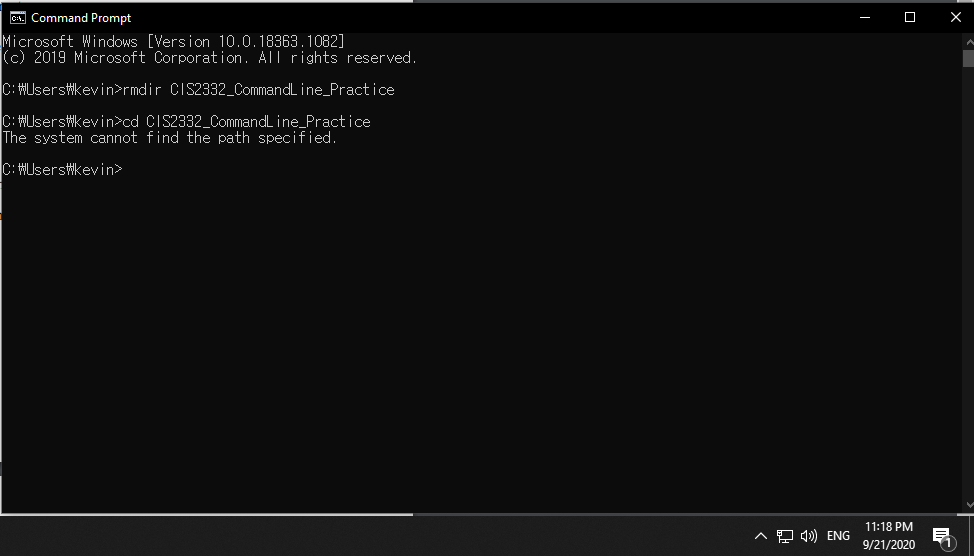 Command Prompt
Microsoft Windows [Version 10.0.18363.1082]
(c) 2019 Microsoft Corporation. All rights reserved.
C:₩Users₩kevin>rmdir CIS2332_CommandLine_Practice
C:₩Users₩kevin>cd CIS2332_CommandLine_Practice
The system cannot find the path specified.
C:₩Users₩kevin>
ENG
11:18 PM
9/21/2020
1